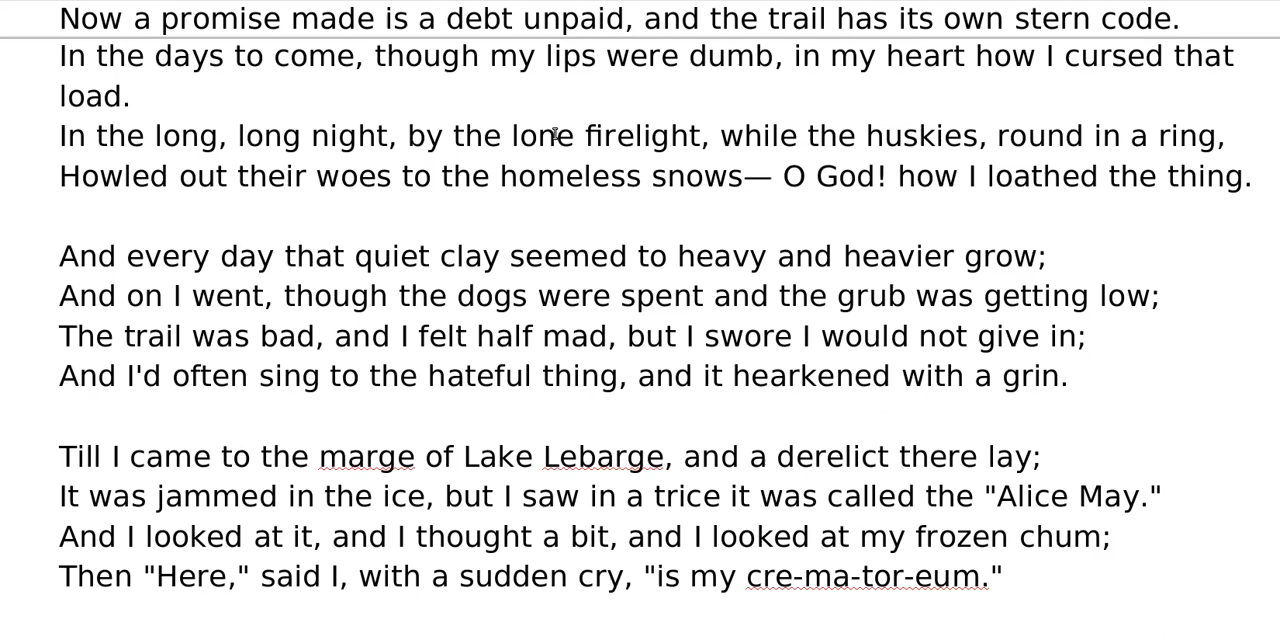 Now a promise made is a debt unpaid, and the trail has its own stern code.
In the days to come, though my lips were dumb, in my heart how I cursed that
load.
In the long, long night, by the lone firelight, while the huskies, round in a ring,
Howled out their woes to the homeless snows— O God! how I loathed the thing.

And every day that quiet clay seemed to heavy and heavier grow;
And on I went, though the dogs were spent and the grub was getting low;
The trail was bad, and I felt half mad, but I swore I would not give in;
And I'd often sing to the hateful thing, and it hearkened with a grin.

Till I came to the marge of Lake Lebarge, and a derelict there lay;
It was jammed in the ice, but I saw in a trice it was called the "Alice May."
And I looked at it, and I thought a bit, and I looked at my frozen chum;
Then "Here," said I, with a sudden cry, "is my cre-ma-tor-eum."